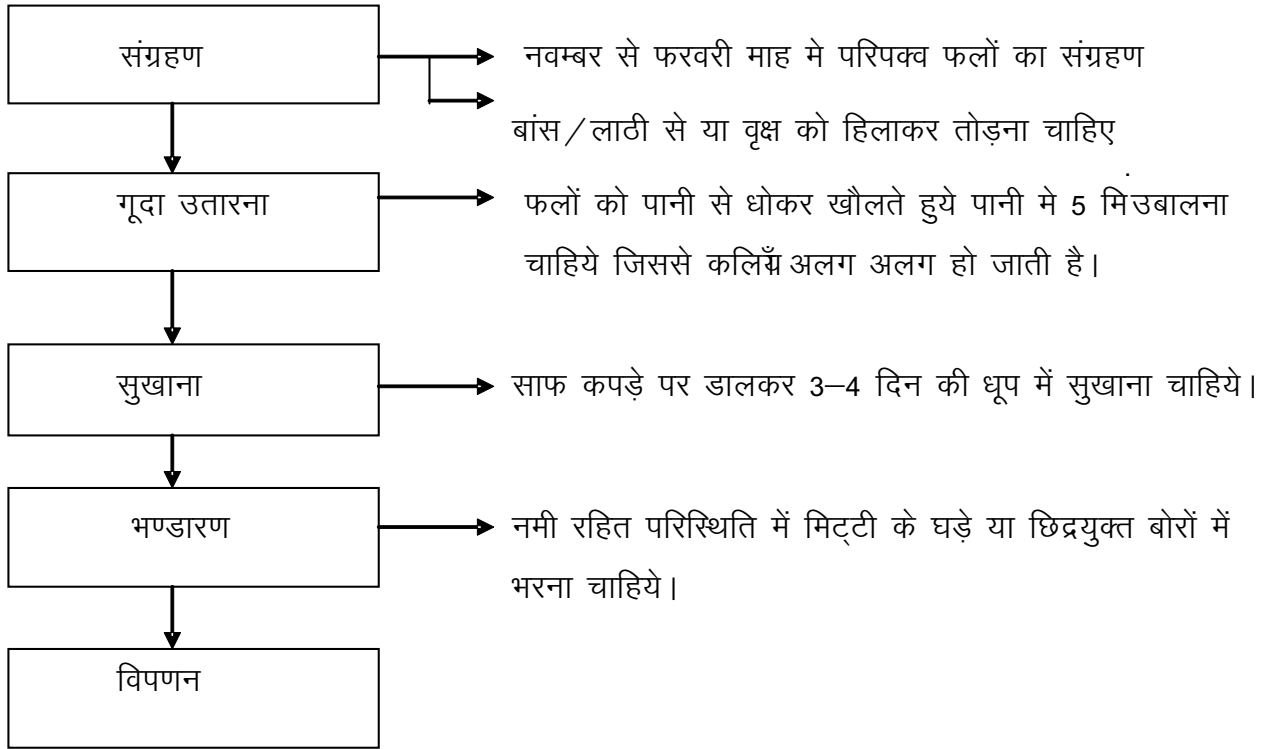 संग्रहण
नवम्बर से फरवरी माह मे परिपक्व फलों का संग्रहण
बांस/लाठी से या वृक्ष को हिलाकर तोड़ना चाहिए
गूदा उतारना
फलों को पानी से धोकर खौलते हुये पानी मे 5 मि उबालना
चाहिये जिससे अलग अलग हो जाती है।
सुखाना
साफ कपड़े पर डालकर 3–4 दिन की धूप में सुखाना चाहिये।
भण्डारण
नमी रहित परिस्थिति में मिट्टी के घड़े या छिद्रयुक्त बोरों में
भरना चाहिये।
विपणन